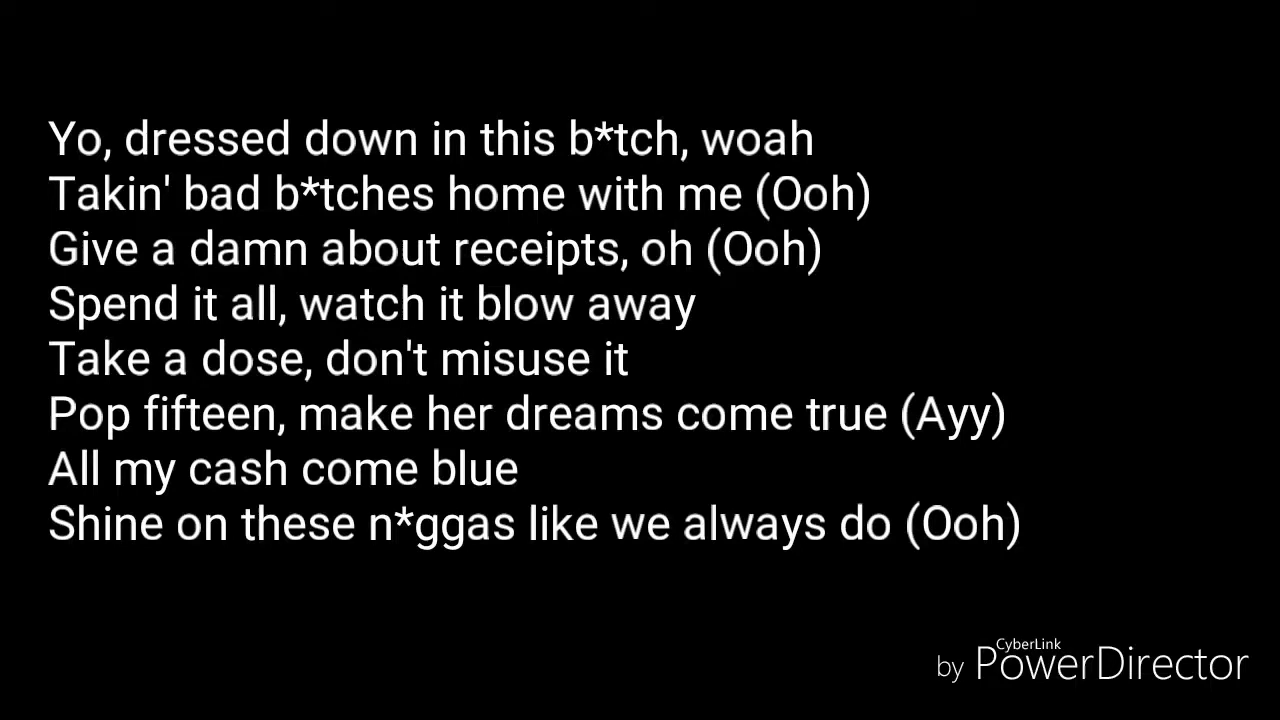 Yo, dressed down in this b*tch, woah
Takin' bad b*tches home with me (Ooh)
Give a damn about receipts, oh (Ooh)
Spend it all, watch it blow away
Take a dose, don't misuse it
Pop fifteen, make her dreams come true (Ayy)
All my cash come blue
Shine on these n*ggas like we always do (Ooh)
CyberLink
by PowerDirector